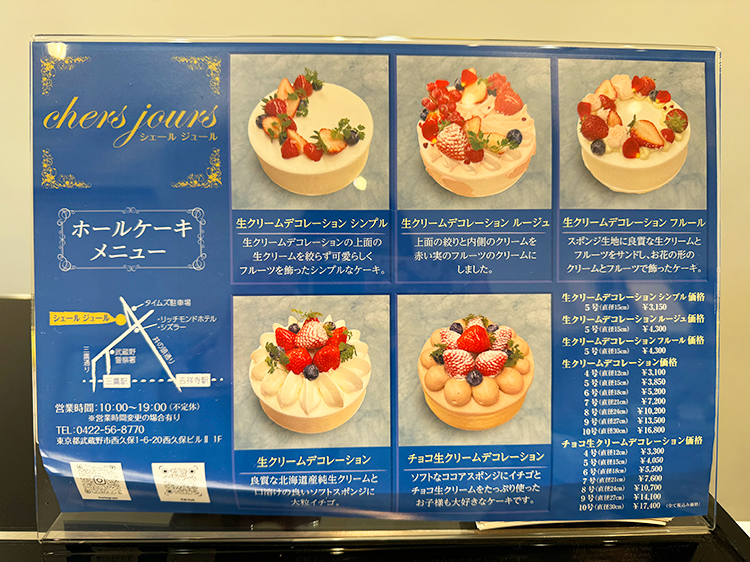 chers jours
シェール ジュール
ホールケーキ
メニュー
タイムズ駐車場
シェール ジュール
・リッチモンドホテル
・シズラー
井の頭通り
三鷹通り
武蔵野
警察署
三鷹駅
吉祥寺駅
営業時間:10:00~19:00 (不定休)
※営業時間変更の場合有り
TEL:0422-56-8770
東京都武蔵野市西久保1-6-20西久保ビルⅡ 1F
生クリームデコレーション シンプル
生クリームデコレーションの上面の
生クリームを絞らず可愛らしく
フルーツを飾ったシンプルなケーキ。
生クリームデコレーション ルージュ
上面の絞りと内側のクリームを
赤い実のフルーツのクリームに
しました。
生クリームデコレーション フルール
スポンジ生地に良質な生クリームと
フルーツをサンドし、お花の形の
クリームとフルーツで飾ったケーキ。
生クリームデコレーション
良質な北海道産純生クリームと
口溶けの良いソフトスポンジに
大粒イチゴ。
チョコ生クリームデコレーション
ソフトなココアスポンジにイチゴと
チョコ生クリームをたっぷり使った
お子様も大好きなケーキです。
生クリームデコレーション シンプル 価格
5号(直径15cm) ¥3,150
生クリームデコレーション ルージュ 価格
5号(直径15cm) ¥4,300
生クリームデコレーション フルール 価格
5号(直径15cm) ¥4,300
生クリームデコレーション価格
4号(直径12cm) ¥3,100
5号(直径15cm) ¥3,850
6号(直径18cm) ¥5,200
7号(直径21cm) ¥7,200
8号(直径24cm) ¥10,200
9号(直径27cm) ¥13,500
10号(直径30cm) ¥16,800
チョコ生クリームデコレーション価格
4号(直径12cm) ¥3,300
5号(直径15cm) ¥4,050
6号(直径18cm) ¥5,500
7号(直径21cm) ¥7,600
8号(直径24cm) ¥10,700
9号(直径27cm) ¥14,100
10号(直径30cm) ¥17,400
(全て税込み価格)